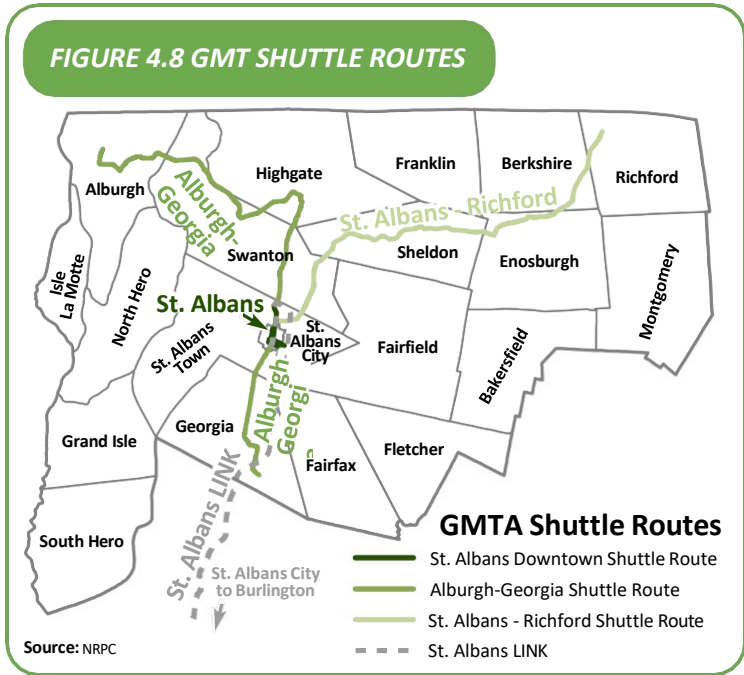 FIGURE 4.8 GMT SHUTTLE ROUTES
Alburgh
Highgate
Franklin
Berkshire
Richford
Alburgh-
Georgia
St. Albans - Richford
Swanton
Sheldon
Enosburgh
Isle
La Motte
North Hero
Montgomery
St. Albans
St. Albans
Town
St.
Albans
City
Fairfield
Bakersfield
Alburgh-
Georgi
Georgia
Grand Isle
Fairfax
Fletcher
St. Albans LINK
South Hero
St. Albans City
to Burlington
GMTA Shuttle Routes
St. Albans Downtown Shuttle Route
Alburgh-Georgia Shuttle Route
St. Albans - Richford Shuttle Route
St. Albans LINK
Source: NRPC